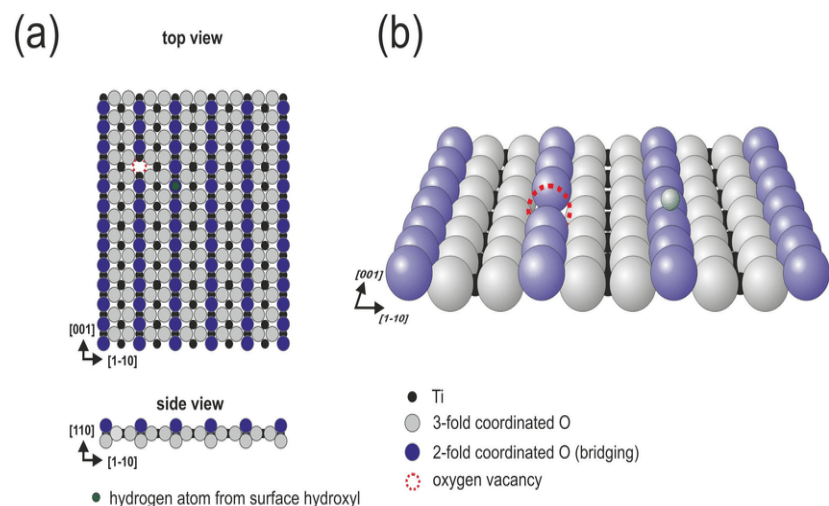 (a)
top view
[001]
[1-10]
side view
[110]
[1-10]
hydrogen atom from surface hydroxyl
(b)
[001]
[1-10]
Ti
3-fold coordinated O
2-fold coordinated O (bridging)
oxygen vacancy